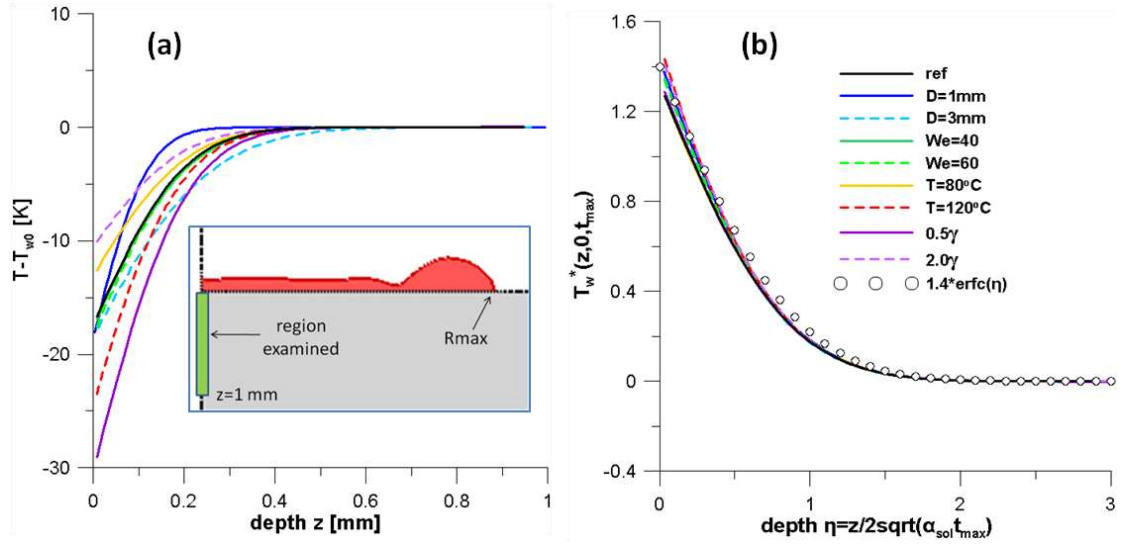 (a)
10
0
-10
-20
-30
T-Tw0 [K]
0
0.2
0.4
0.6
0.8
1
depth z [mm]
region
examined
Rmax
z=1 mm
(b)
1.6
1.2
0.8
0.4
0
-0.4
Tw*(z,0,tmax)
0
1
2
3
depth η=z/2sqrt(αsoltmax)
ref
D=1mm
D=3mm
We=40
We=60
T=80°C
T=120°C
0.5γ
2.0γ
1.4*erfc(η)